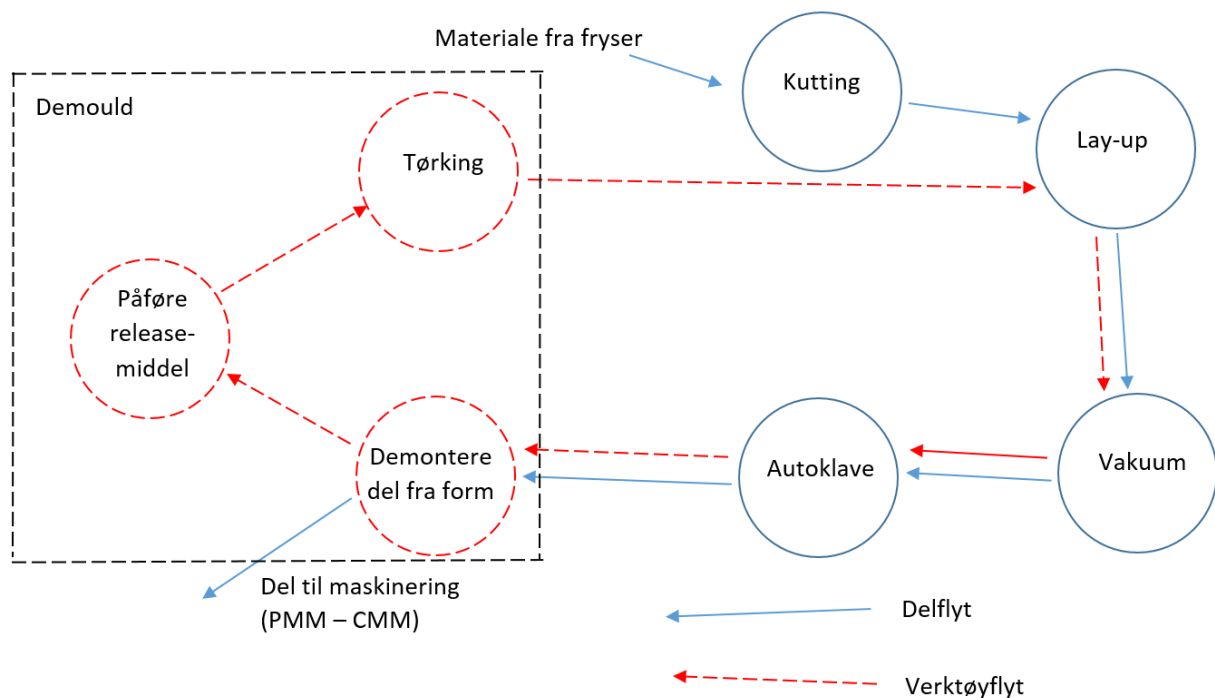 Materiale fra fryser
Kutting
Lay-up
Demould
Tørking
Påføre
release-
middel
Demontere
del fra form
Autoklave
Vakuum
Del til maskinering
(PMM – CMM)
Delflyt
Verktøyflyt